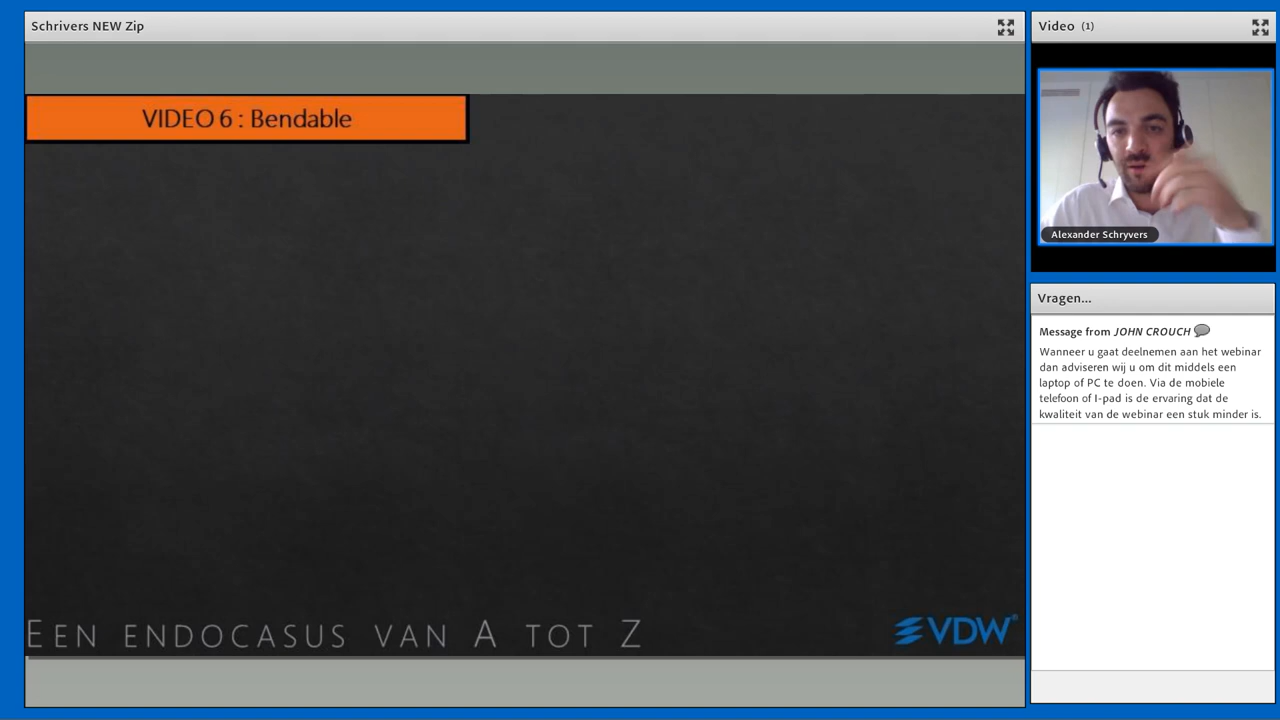 Schrivers NEW Zip
VIDEO 6 : Bendable
EEN ENDOCASUS VAN A TOT Z
VDW®
Video (1)
Alexander Schryvers
Vragen...
Message from JOHN CROUCH
Wanneer u gaat deelnemen aan het webinar
dan adviseren wij u om dit middels een
laptop of PC te doen. Via de mobiele
telefoon of I-pad is de ervaring dat de
kwaliteit van de webinar een stuk minder is.